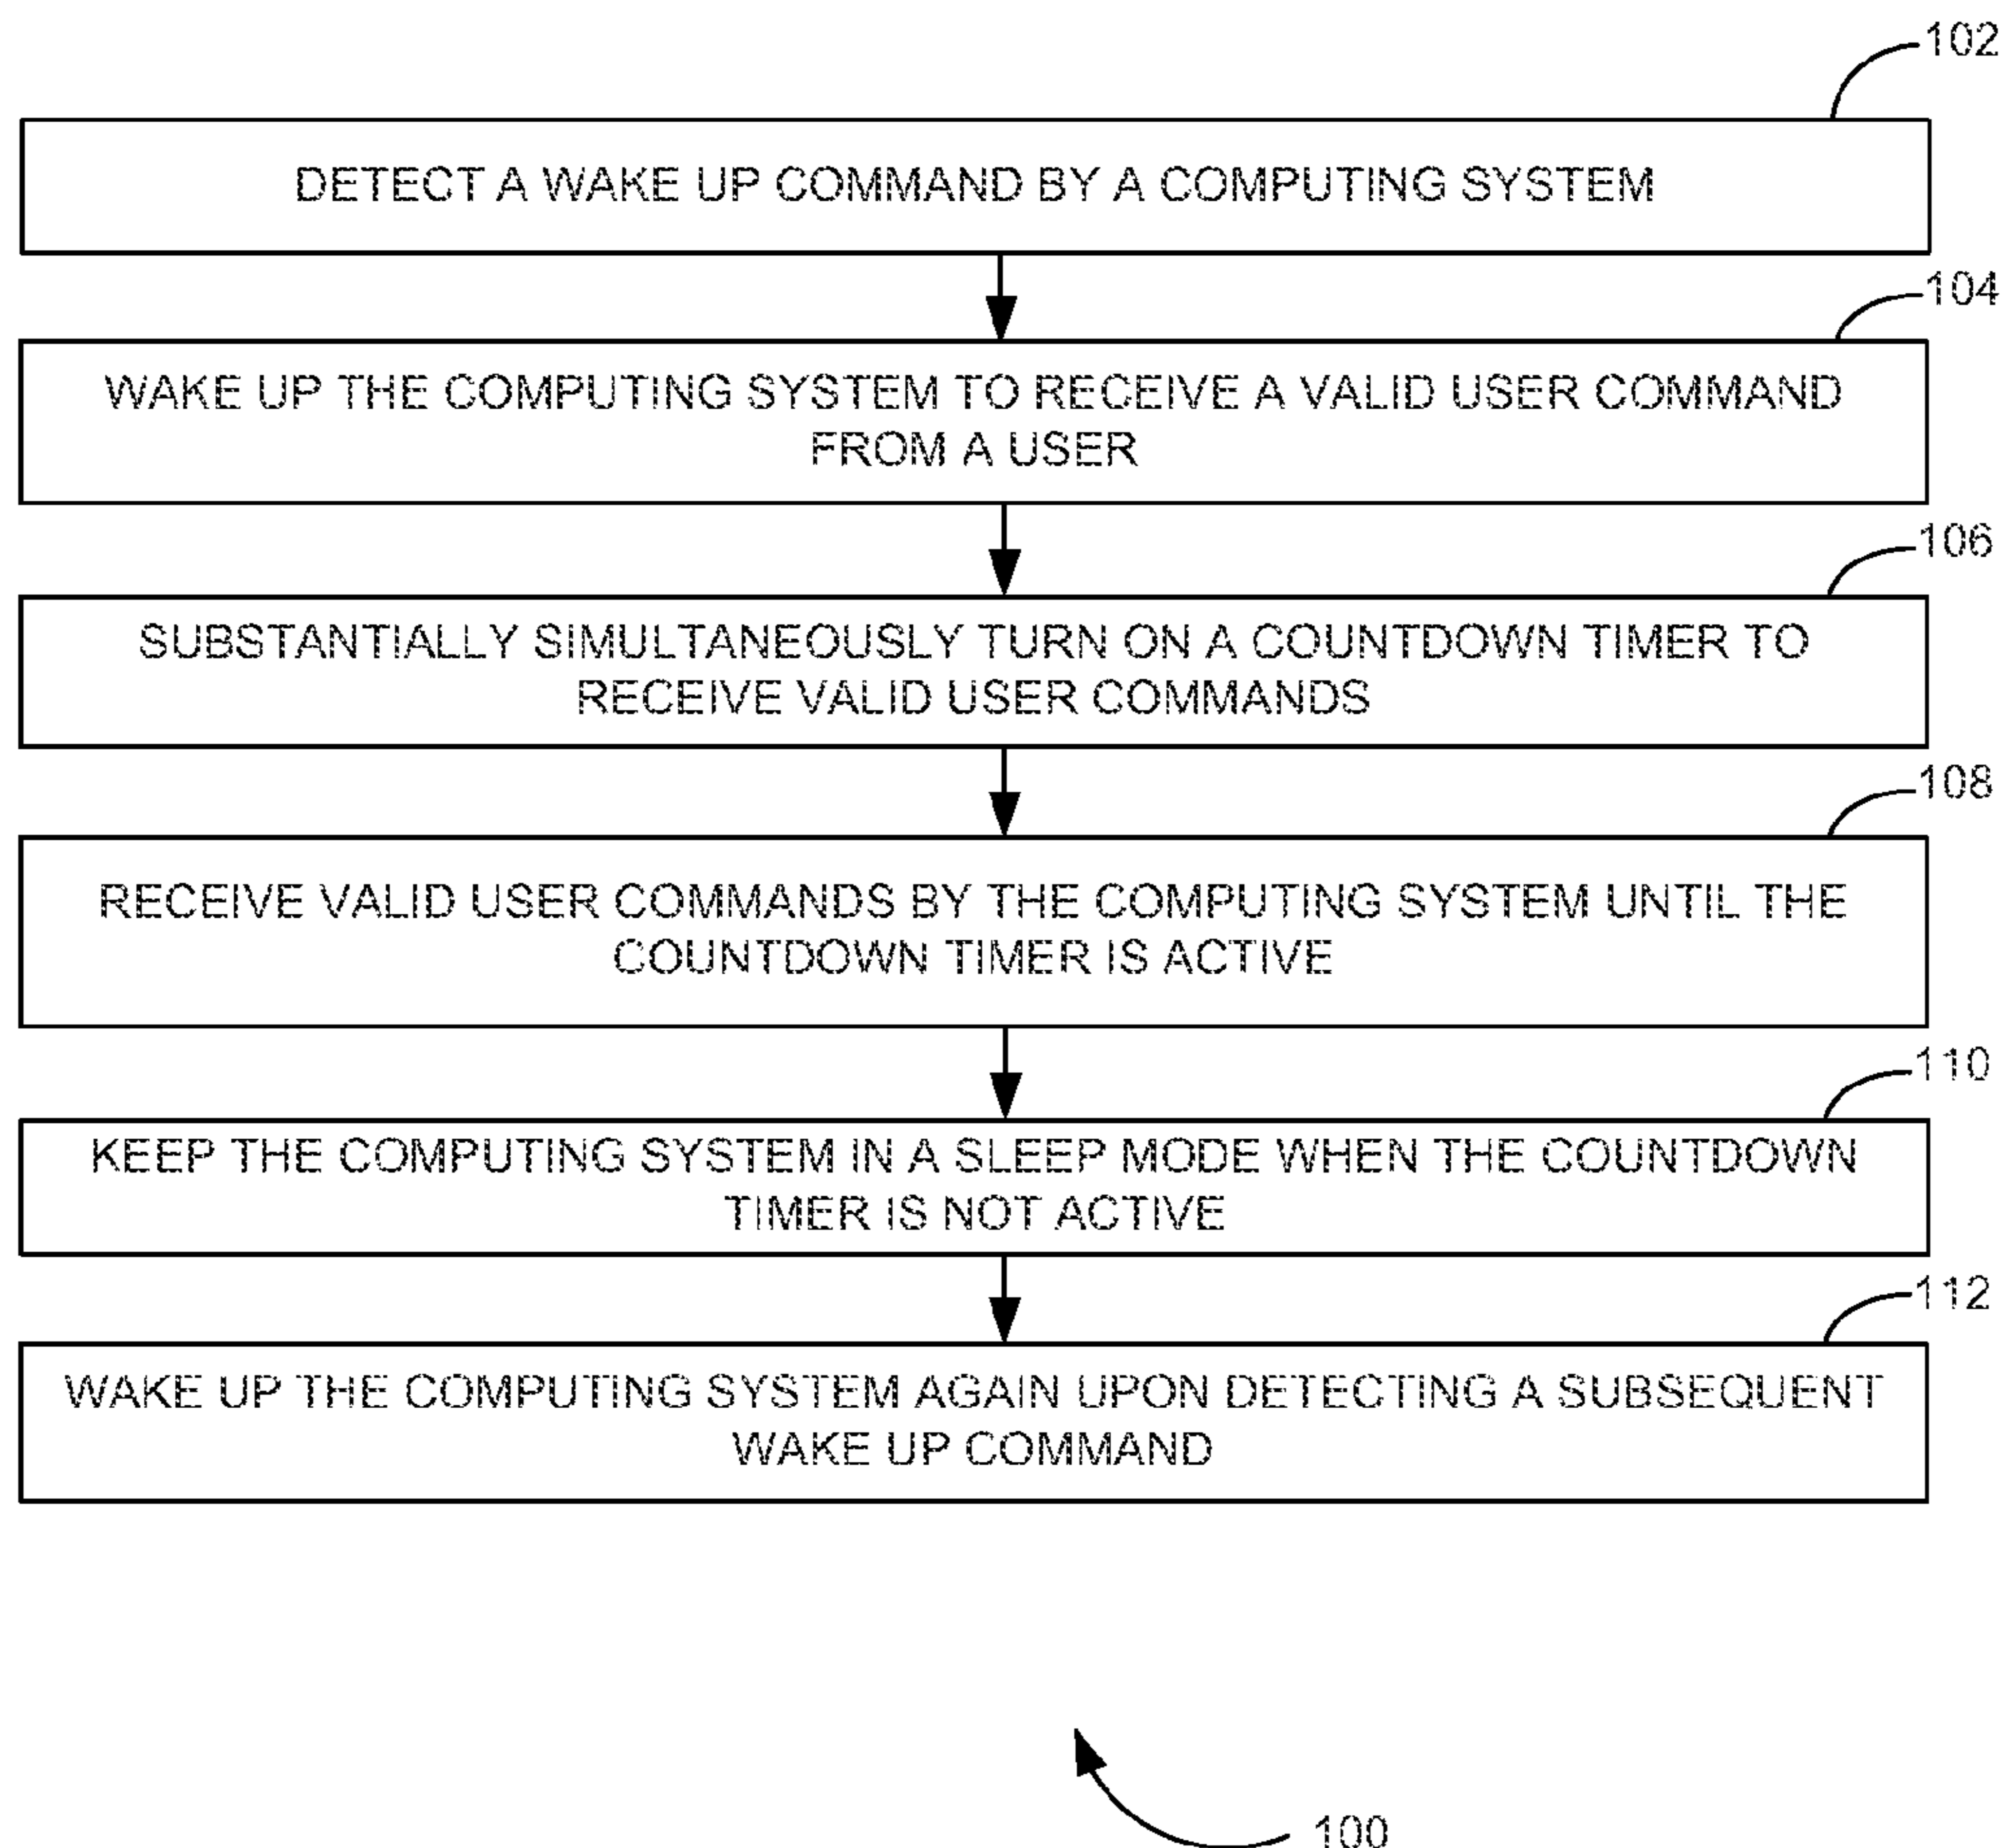 102
DETECT A WAKE UP COMMAND BY A COMPUTING SYSTEM
104
WAKE UP THE COMPUTING SYSTEM TO RECEIVE A VALID USER COMMAND
FROM A USER
106
SUBSTANTIALLY SIMULTANEOUSLY TURN ON A COUNTDOWN TIMER TO
RECEIVE VALID USER COMMANDS
108
RECEIVE VALID USER COMMANDS BY THE COMPUTING SYSTEM UNTIL THE
COUNTDOWN TIMER IS ACTIVE
110
KEEP THE COMPUTING SYSTEM IN A SLEEP MODE WHEN THE COUNTDOWN
TIMER IS NOT ACTIVE
112
WAKE UP THE COMPUTING SYSTEM AGAIN UPON DETECTING A SUBSEQUENT
WAKE UP COMMAND
100